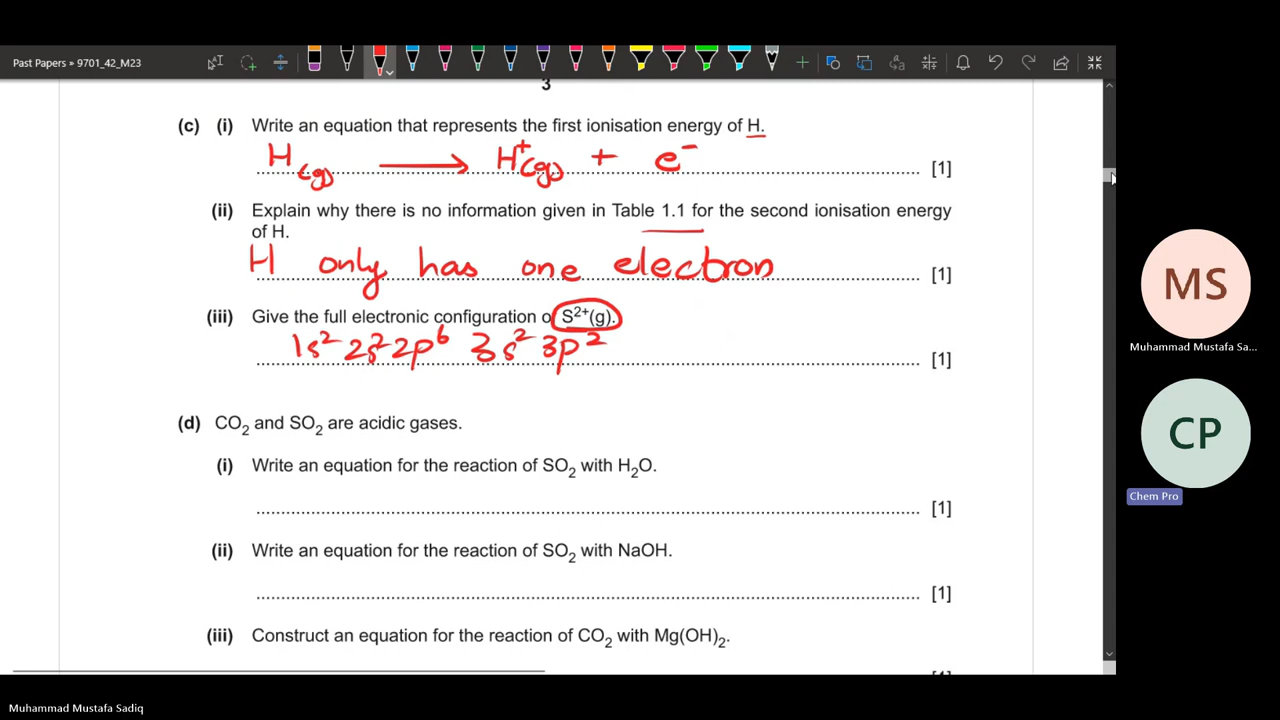 Past Papers » 9701_42_M23
3
(c) (i) Write an equation that represents the first ionisation energy of H.
H(g) ⟶ H⁺(g) + e⁻
[1]
(ii) Explain why there is no information given in Table 1.1 for the second ionisation energy
of H.
H only has one electron
[1]
(iii) Give the full electronic configuration o S²⁺(g).
1s² 2s² 2p⁶ 3s² 3p²
[1]
(d) CO₂ and SO₂ are acidic gases.
(i) Write an equation for the reaction of SO₂ with H₂O.
[1]
(ii) Write an equation for the reaction of SO₂ with NaOH.
[1]
(iii) Construct an equation for the reaction of CO₂ with Mg(OH)₂.
MS
Muhammad Mustafa Sa...
CP
Chem Pro
Muhammad Mustafa Sadiq